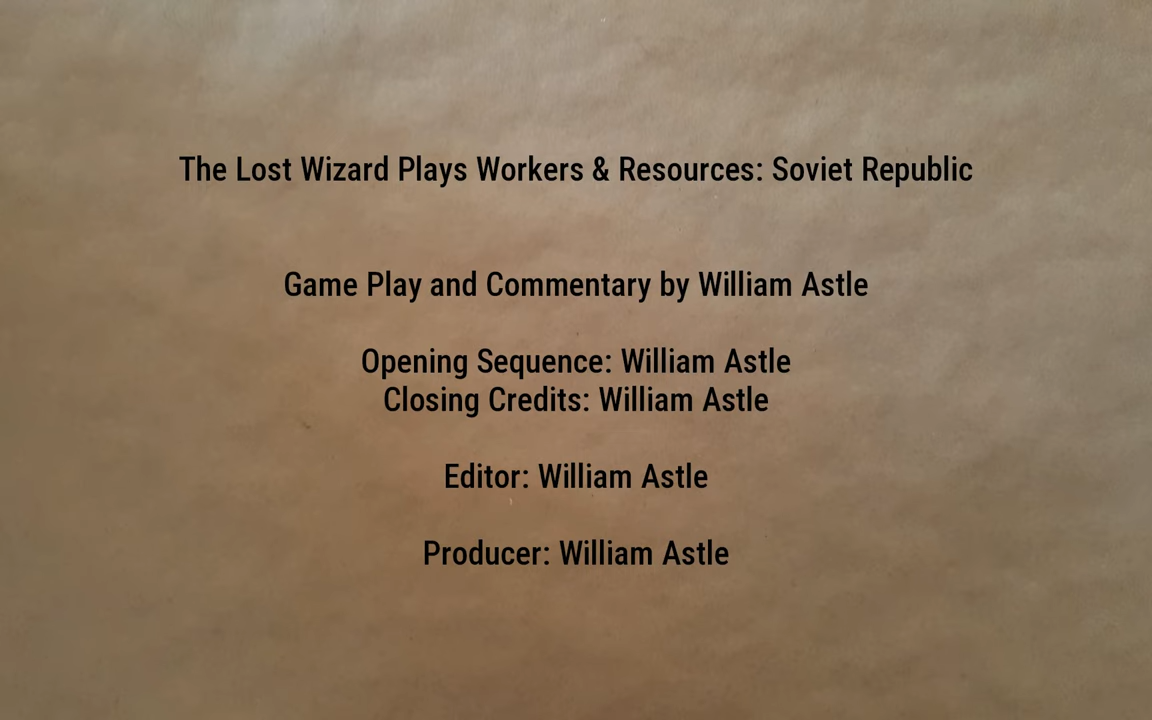 The Lost Wizard Plays Workers & Resources: Soviet Republic
Game Play and Commentary by William Astle
Opening Sequence: William Astle
Closing Credits: William Astle
Editor: William Astle
Producer: William Astle